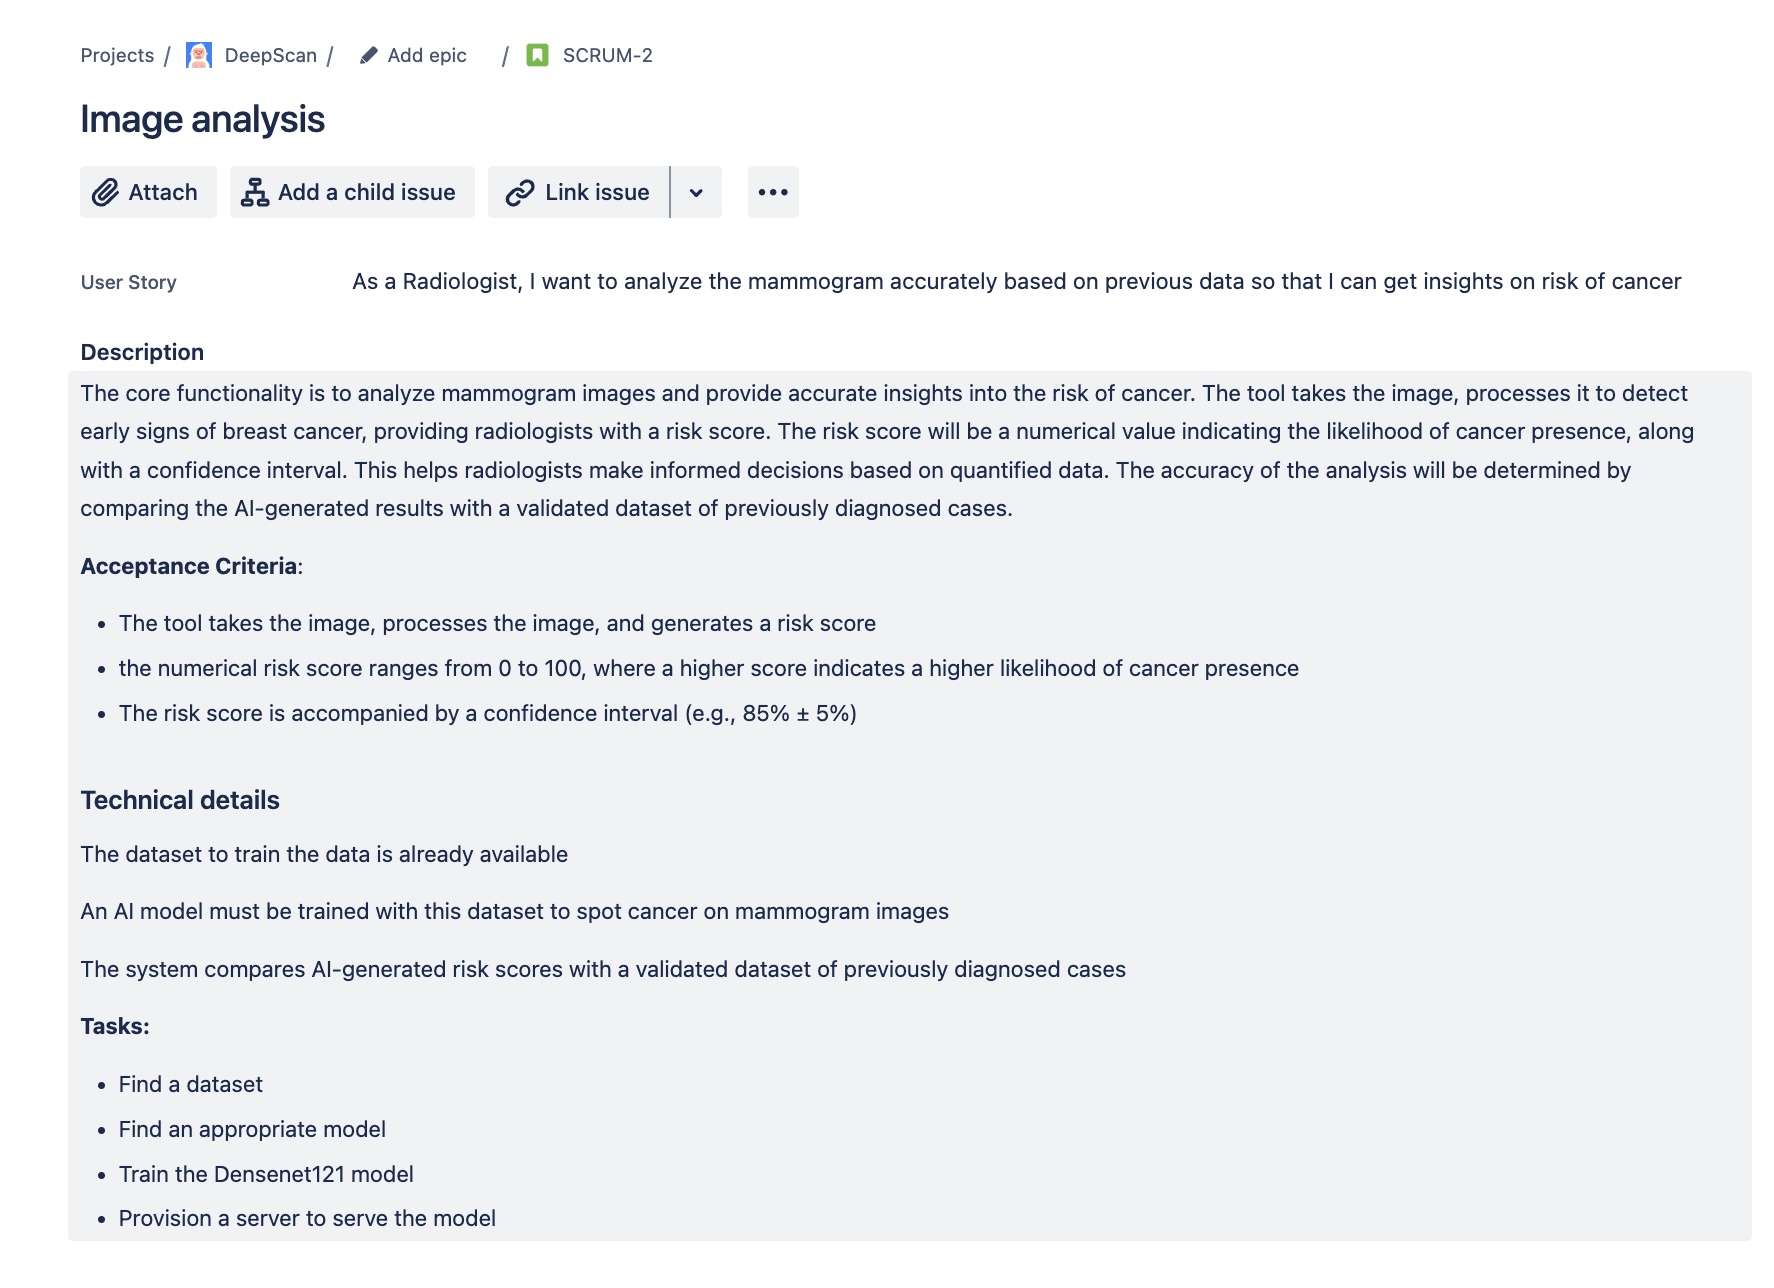 Projects / DeepScan / Add epic / SCRUM-2
Image analysis
Attach Add a child issue Link issue
User Story As a Radiologist, I want to analyze the mammogram accurately based on previous data so that I can get insights on risk of cancer
Description
The core functionality is to analyze mammogram images and provide accurate insights into the risk of cancer. The tool takes the image, processes it to detect
early signs of breast cancer, providing radiologists with a risk score. The risk score will be a numerical value indicating the likelihood of cancer presence, along
with a confidence interval. This helps radiologists make informed decisions based on quantified data. The accuracy of the analysis will be determined by
comparing the AI-generated results with a validated dataset of previously diagnosed cases.
Acceptance Criteria:
• The tool takes the image, processes the image, and generates a risk score
• the numerical risk score ranges from 0 to 100, where a higher score indicates a higher likelihood of cancer presence
• The risk score is accompanied by a confidence interval (e.g., 85% ± 5%)
Technical details
The dataset to train the data is already available
An AI model must be trained with this dataset to spot cancer on mammogram images
The system compares AI-generated risk scores with a validated dataset of previously diagnosed cases
Tasks:
• Find a dataset
• Find an appropriate model
• Train the Densenet121 model
• Provision a server to serve the model